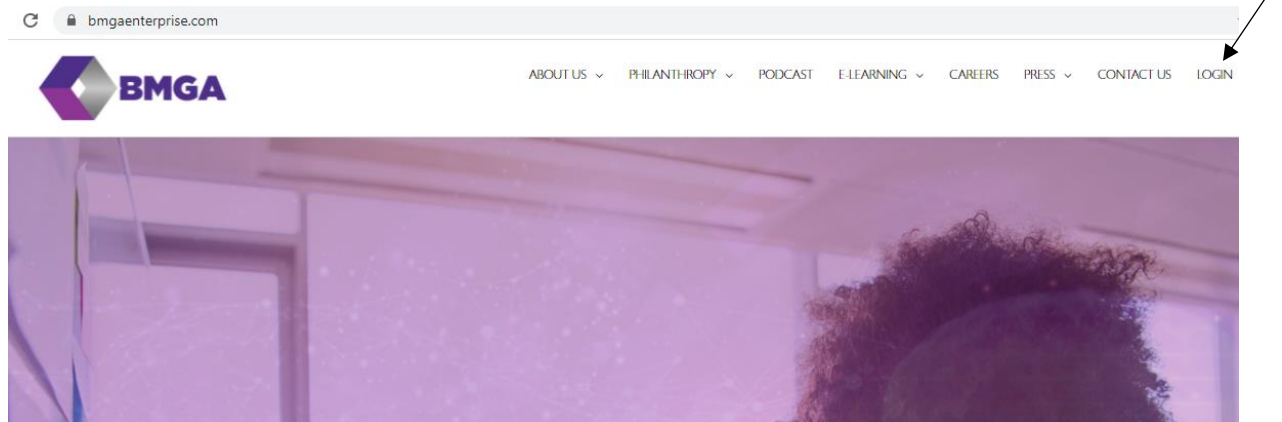 bmgaenterprise.com
BMGA
ABOUT US PHILANTHROPY PODCAST E-LEARNING CAREERS PRESS CONTACT US LOGIN